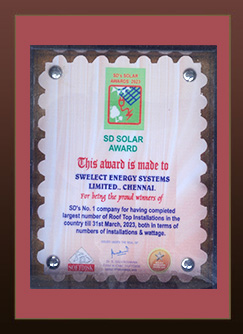 SD's SOLAR
AWARDS 2023
SD SOLAR
AWARD
This award is made to
SWELECT ENERGY SYSTEMS
LIMITED., CHENNAI.
For being the proud winners of
SD's No. 1 company for having completed
largest number of Roof Top Installations in the
country till 31st March, 2023, both in terms of
numbers of installations & wattage.